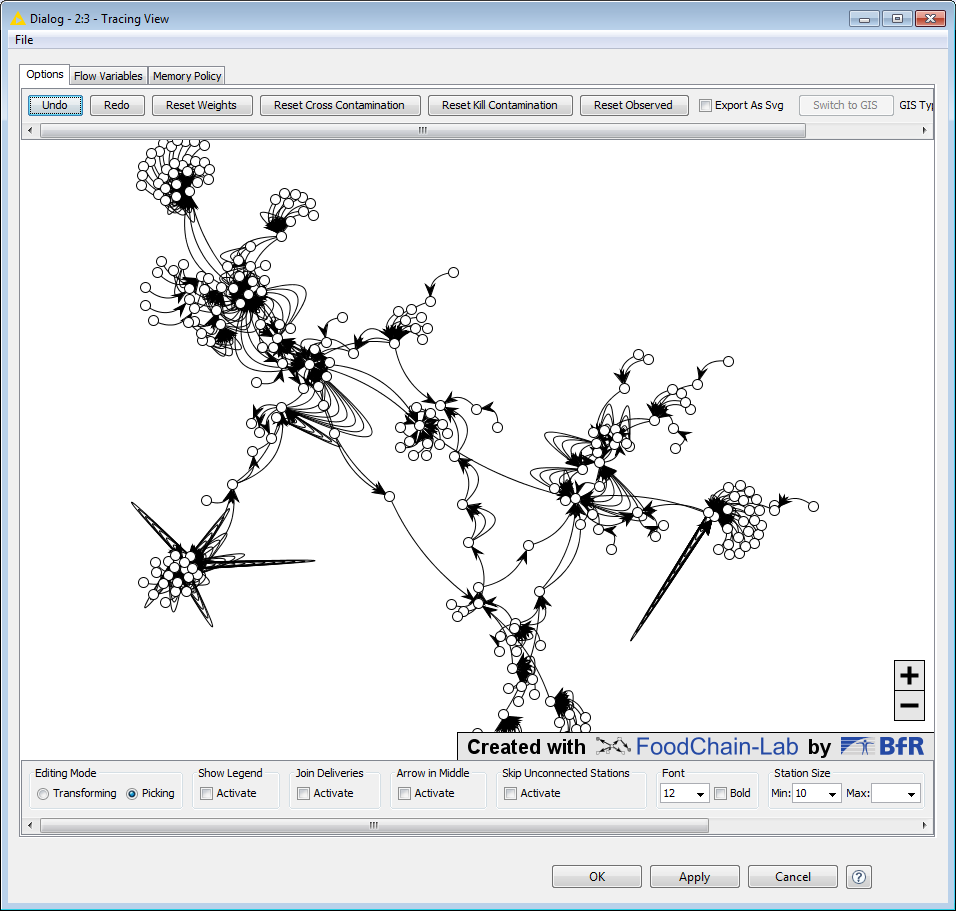 Dialog - 2:3 - Tracing View
File
Options Flow Variables Memory Policy
Undo Redo Reset Weights Reset Cross Contamination Reset Kill Contamination Reset Observed Export As Svg Switch to GIS GIS Typ
+
−
Created with FoodChain-Lab by BfR
Editing Mode Show Legend Join Deliveries Arrow in Middle Skip Unconnected Stations Font Station Size
Transforming Picking Activate Activate Activate Activate 12 Bold Min: 10 Max:
OK Apply Cancel ?